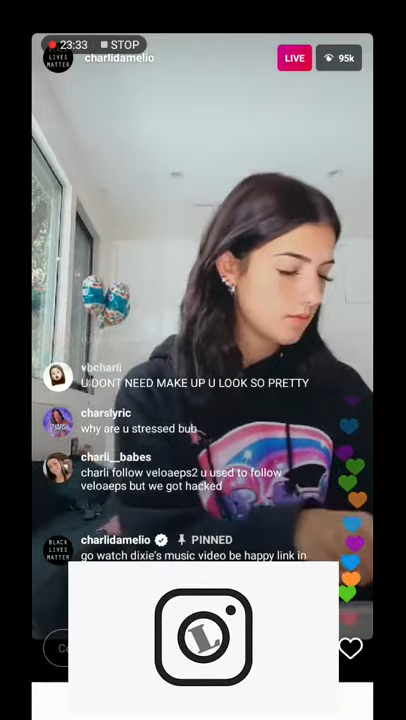 23:33 STOP
LIVES
MATTER
charlidamelio
LIVE
95k
vbcharli
U DONT NEED MAKE UP U LOOK SO PRETTY
charslyric
why are u stressed bub
charli__babes
charli follow veloaeps2 u used to follow
veloaeps but we got hacked
BLACK
LIVES
MATTER
charlidamelio PINNED
go watch dixie's music video be happy link in
L